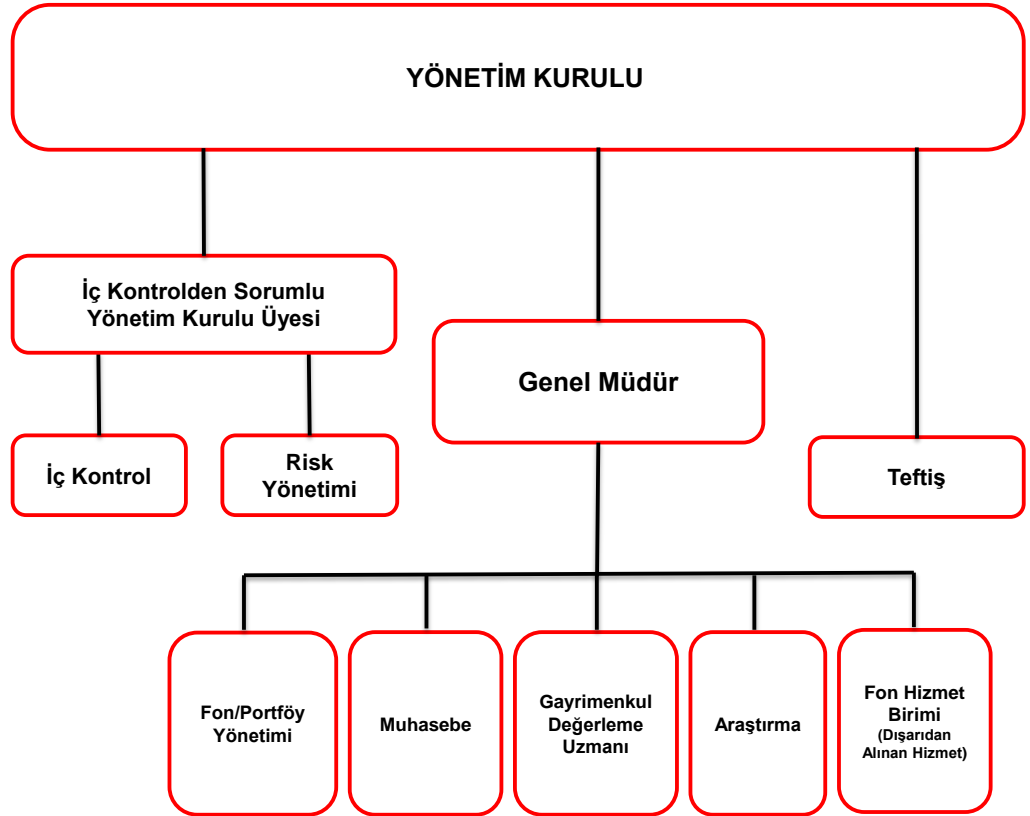 YÖNETİM KURULU
İç Kontrolden Sorumlu
Yönetim Kurulu Üyesi
Genel Müdür
İç Kontrol
Risk
Yönetimi
Teftiş
Fon/Portföy
Yönetimi
Muhasebe
Gayrimenkul
Değerleme
Uzmanı
Araştırma
Fon Hizmet
Birimi
(Dışarıdan
Alınan Hizmet)